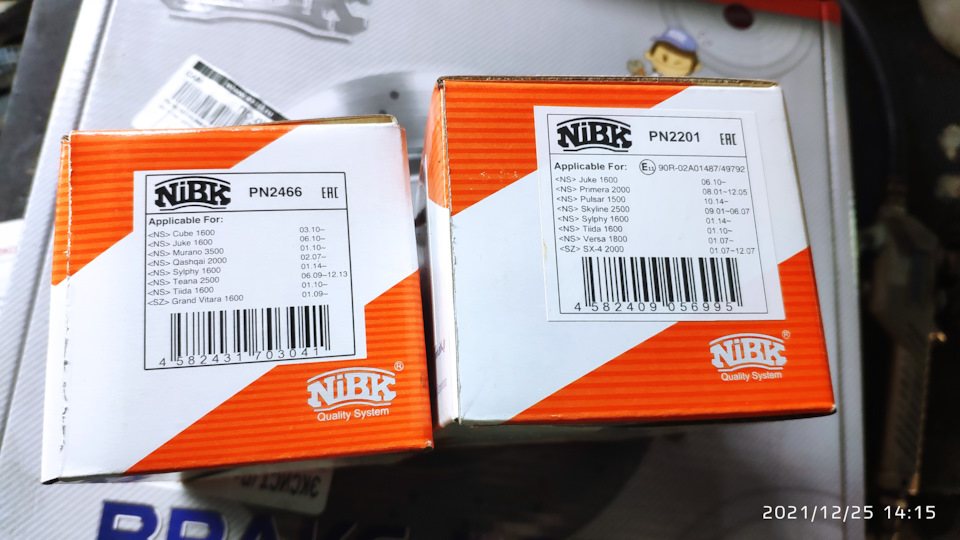 NiBK PN2466 EAC
Applicable For:
<NS> Cube 1600 03.10~
<NS> Juke 1600 06.10~
<NS> Murano 3500 01.10~
<NS> Qashqai 2000 02.07~
<NS> Sylphy 1600 01.14~
<NS> Teana 2500 06.09~12.13
<NS> Tiida 1600 01.10~
<SZ> Grand Vitara 1600 01.09~
4 582431 703041
NiBK®
Quality System
NiBK PN2201 EAC
Applicable For: E11 90R-02A01487/49792
<NS> Juke 1600 06.10~
<NS> Primera 2000 08.01~12.05
<NS> Pulsar 1500 10.14~
<NS> Skyline 2500 09.01~06.07
<NS> Sylphy 1600 01.14~
<NS> Tiida 1600 01.10~
<NS> Versa 1800 01.07~
<SZ> SX-4 2000 01.07~12.07
4 582409 056995
NiBK®
Quality System
BRAKE
2021/12/25 14:15